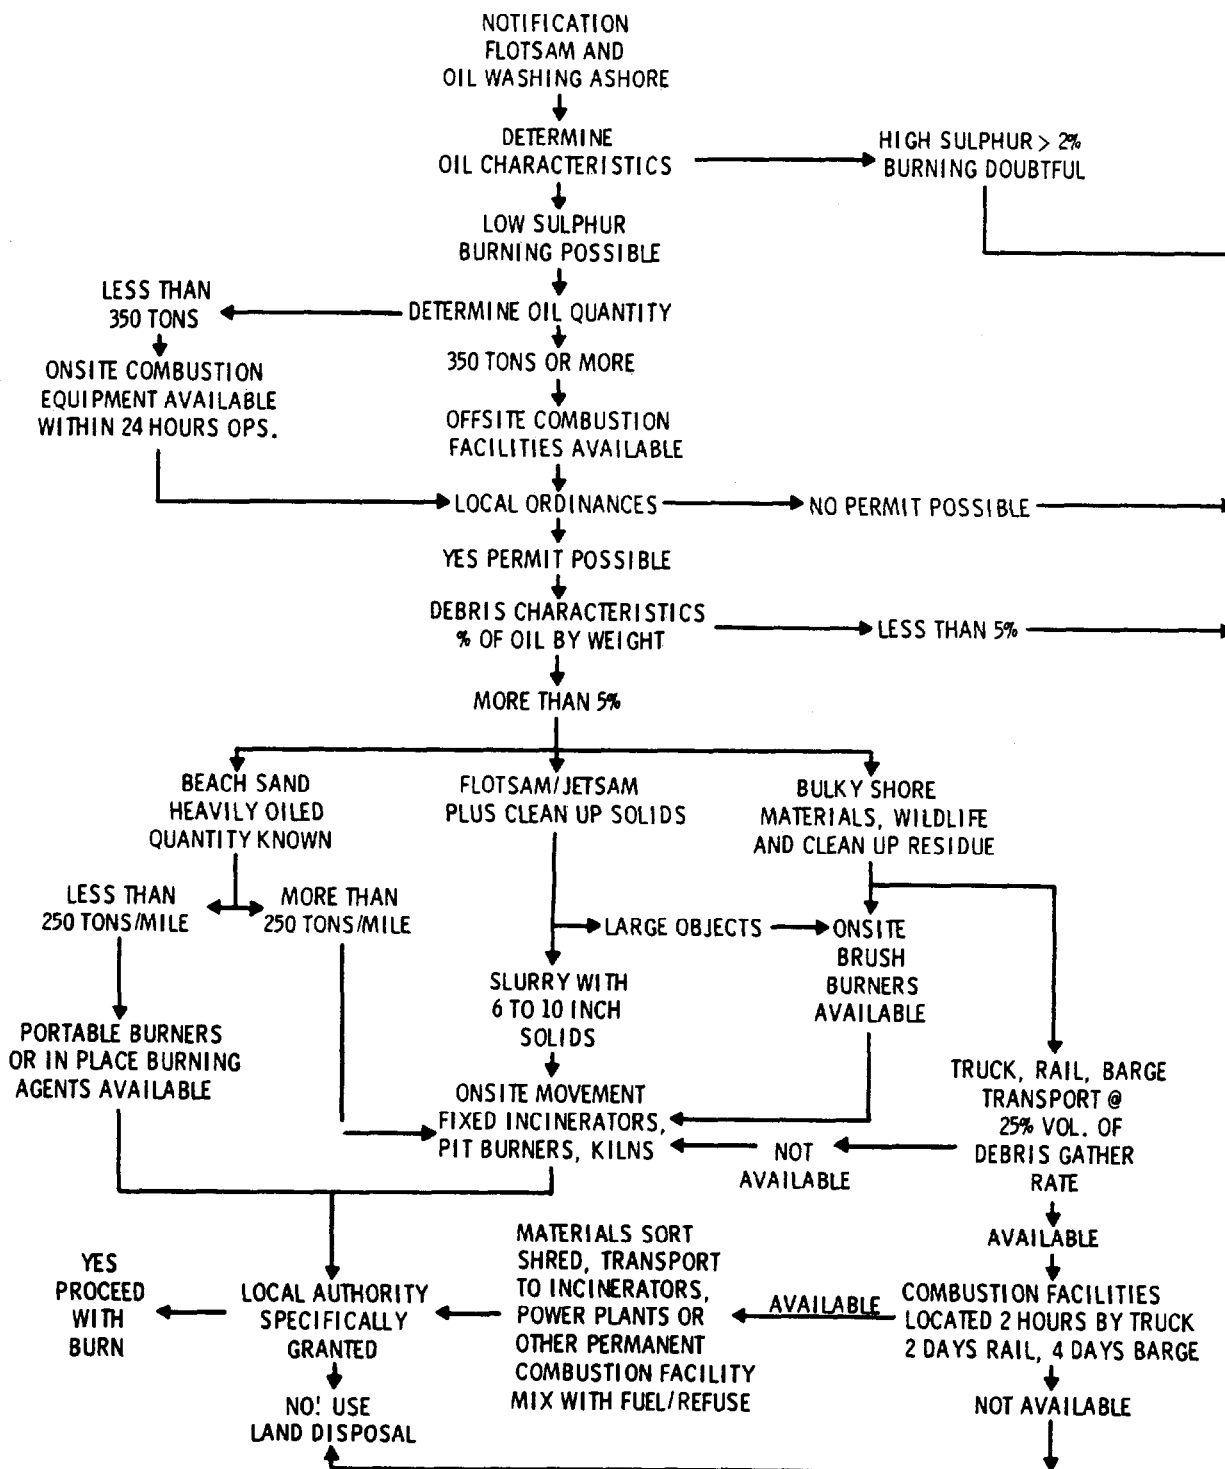 NOTIFICATION
FLOTSAM AND
OIL WASHING ASHORE
DETERMINE
OIL CHARACTERISTICS
HIGH SULPHUR > 2%
BURNING DOUBTFUL
LOW SULPHUR
BURNING POSSIBLE
LESS THAN
350 TONS
DETERMINE OIL QUANTITY
350 TONS OR MORE
ONSITE COMBUSTION
EQUIPMENT AVAILABLE
WITHIN 24 HOURS OPS.
OFFSITE COMBUSTION
FACILITIES AVAILABLE
LOCAL ORDINANCES
NO PERMIT POSSIBLE
YES PERMIT POSSIBLE
DEBRIS CHARACTERISTICS
% OF OIL BY WEIGHT
LESS THAN 5%
MORE THAN 5%
BEACH SAND
HEAVILY OILED
QUANTITY KNOWN
FLOTSAM/JETSAM
PLUS CLEAN UP SOLIDS
BULKY SHORE
MATERIALS, WILDLIFE
AND CLEAN UP RESIDUE
LESS THAN
250 TONS/MILE
MORE THAN
250 TONS/MILE
LARGE OBJECTS
ONSITE
BRUSH
BURNERS
AVAILABLE
SLURRY WITH
6 TO 10 INCH
SOLIDS
PORTABLE BURNERS
OR IN PLACE BURNING
AGENTS AVAILABLE
ONSITE MOVEMENT
FIXED INCINERATORS,
PIT BURNERS, KILNS
NOT
AVAILABLE
TRUCK, RAIL, BARGE
TRANSPORT @
25% VOL. OF
DEBRIS GATHER
RATE
AVAILABLE
YES
PROCEED
WITH
BURN
LOCAL AUTHORITY
SPECIFICALLY
GRANTED
MATERIALS SORT
SHRED, TRANSPORT
TO INCINERATORS,
POWER PLANTS OR
OTHER PERMANENT
COMBUSTION FACILITY
MIX WITH FUEL/REFUSE
AVAILABLE
COMBUSTION FACILITIES
LOCATED 2 HOURS BY TRUCK
2 DAYS RAIL, 4 DAYS BARGE
NO! USE
LAND DISPOSAL
NOT AVAILABLE